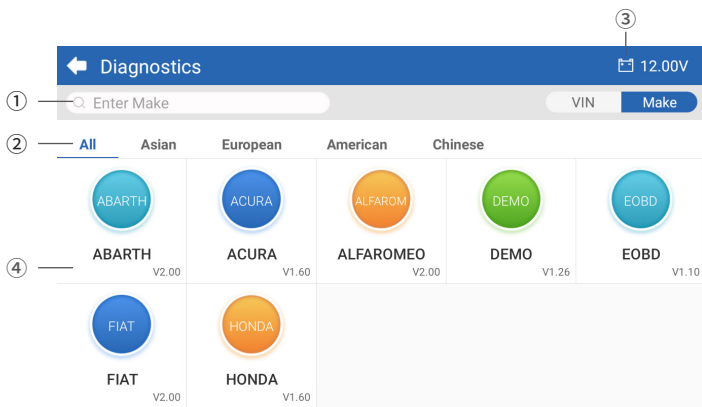 ③
Diagnostics 12.00V
① Enter Make VIN Make
② All Asian European American Chinese
ABARTH ACURA ALFAROM DEMO EOBD
ABARTH ACURA ALFAROMEO DEMO EOBD
④ V2.00 V1.60 V2.00 V1.26 V1.10
FIAT HONDA
FIAT HONDA
V2.00 V1.60